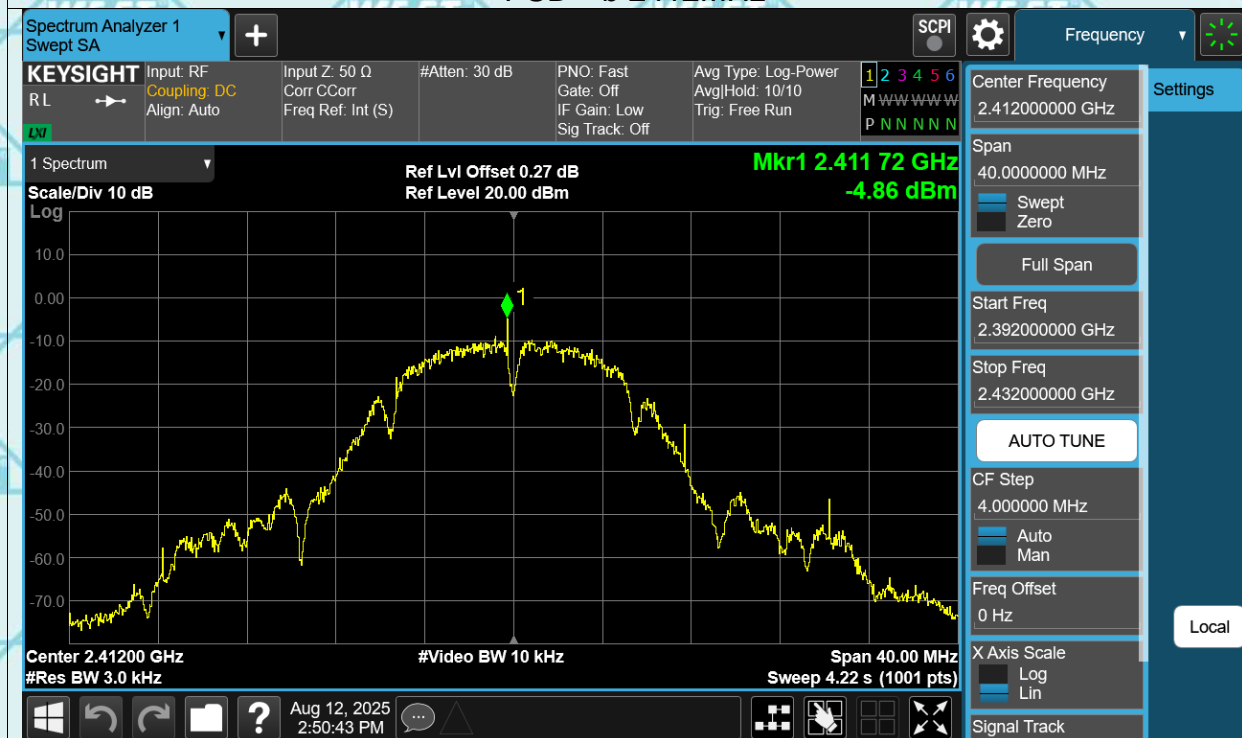 Spectrum Analyzer 1
Swept SA
SCPI
Frequency
KEYSIGHT
RL
LXI
Input: RF
Coupling: DC
Align: Auto
Input Z: 50 Ω
Corr CCorr
Freq Ref: Int (S)
#Atten: 30 dB
PNO: Fast
Gate: Off
IF Gain: Low
Sig Track: Off
Avg Type: Log-Power
Avg|Hold: 10/10
Trig: Free Run
1 2 3 4 5 6
M W W W W W
P N N N N N
Center Frequency
2.412000000 GHz
Settings
1 Spectrum
Scale/Div 10 dB
Log
Ref Lvl Offset 0.27 dB
Ref Level 20.00 dBm
Mkr1 2.411 72 GHz
-4.86 dBm
Span
40.0000000 MHz
Swept
Zero
Full Span
10.0
0.00
-10.0
-20.0
-30.0
-40.0
-50.0
-60.0
-70.0
1
Start Freq
2.392000000 GHz
Stop Freq
2.432000000 GHz
AUTO TUNE
CF Step
4.000000 MHz
Auto
Man
Freq Offset
0 Hz
Local
X Axis Scale
Log
Lin
Signal Track
Center 2.41200 GHz
#Res BW 3.0 kHz
#Video BW 10 kHz
Span 40.00 MHz
Sweep 4.22 s (1001 pts)
?
Aug 12, 2025
2:50:43 PM